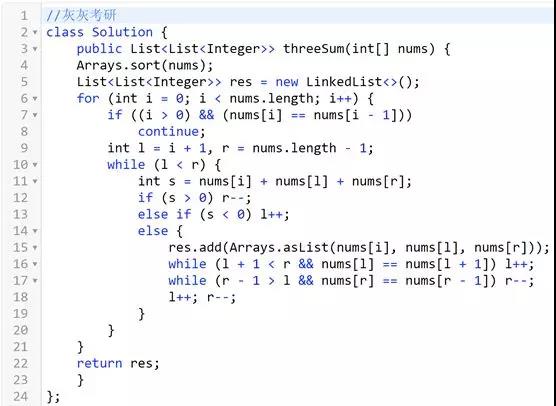 1 //灰灰考研
2 class Solution {
3 public List<List<Integer>> threeSum(int[] nums) {
4 Arrays.sort(nums);
5 List<List<Integer>> res = new LinkedList<>();
6 for (int i = 0; i < nums.length; i++) {
7 if ((i > 0) && (nums[i] == nums[i - 1]))
8 continue;
9 int l = i + 1, r = nums.length - 1;
10 while (l < r) {
11 int s = nums[i] + nums[l] + nums[r];
12 if (s > 0) r--;
13 else if (s < 0) l++;
14 else {
15 res.add(Arrays.asList(nums[i], nums[l], nums[r]));
16 while (l + 1 < r && nums[l] == nums[l + 1]) l++;
17 while (r - 1 > l && nums[r] == nums[r - 1]) r--;
18 l++; r--;
19 }
20 }
21 }
22 return res;
23 }
24 };